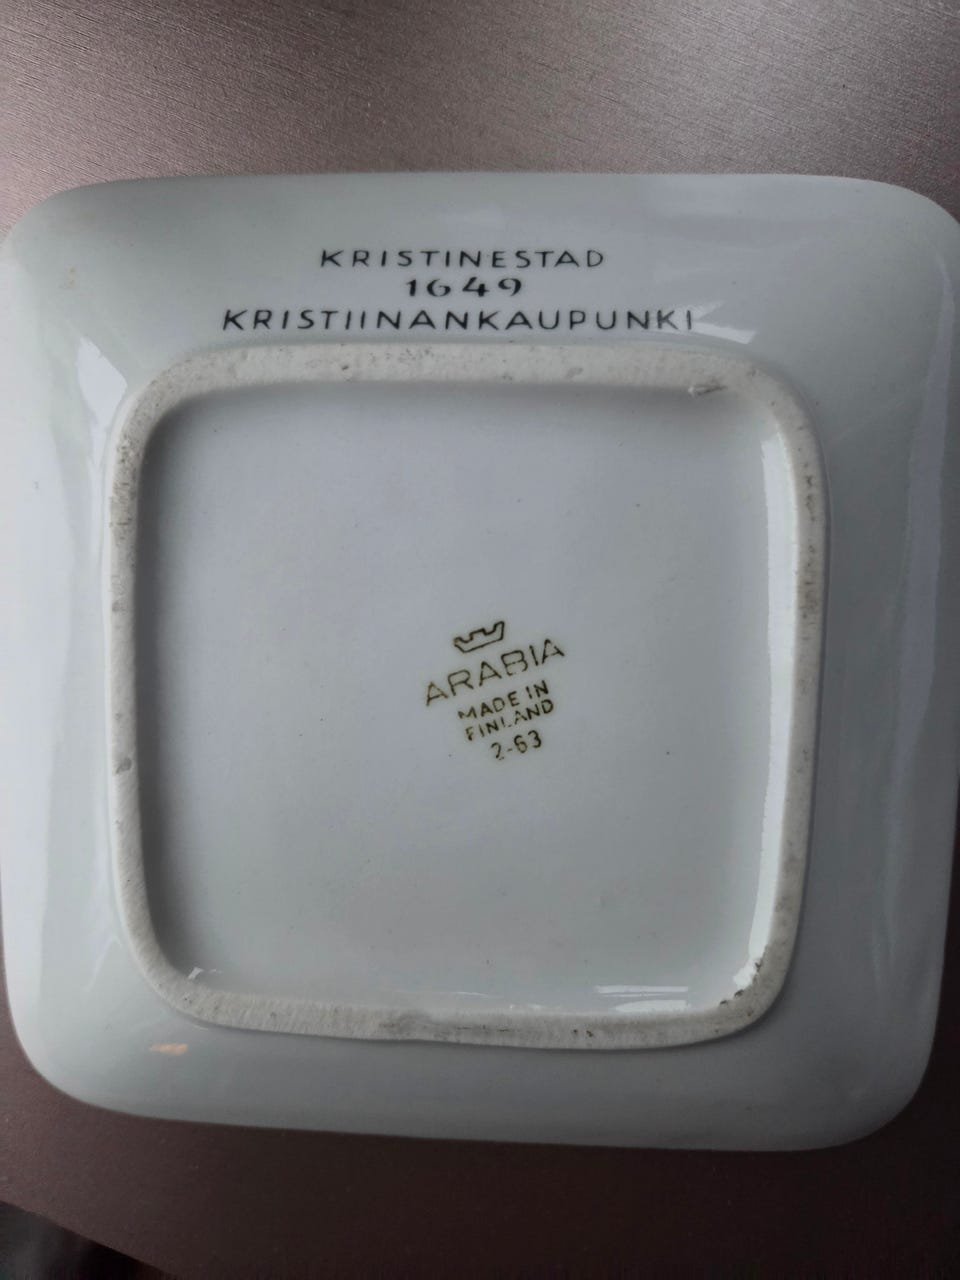 KRISTINESTAD
1649
KRISTIINANKAUPUNKI
ARABIA
MADE IN
FINLAND
2-63